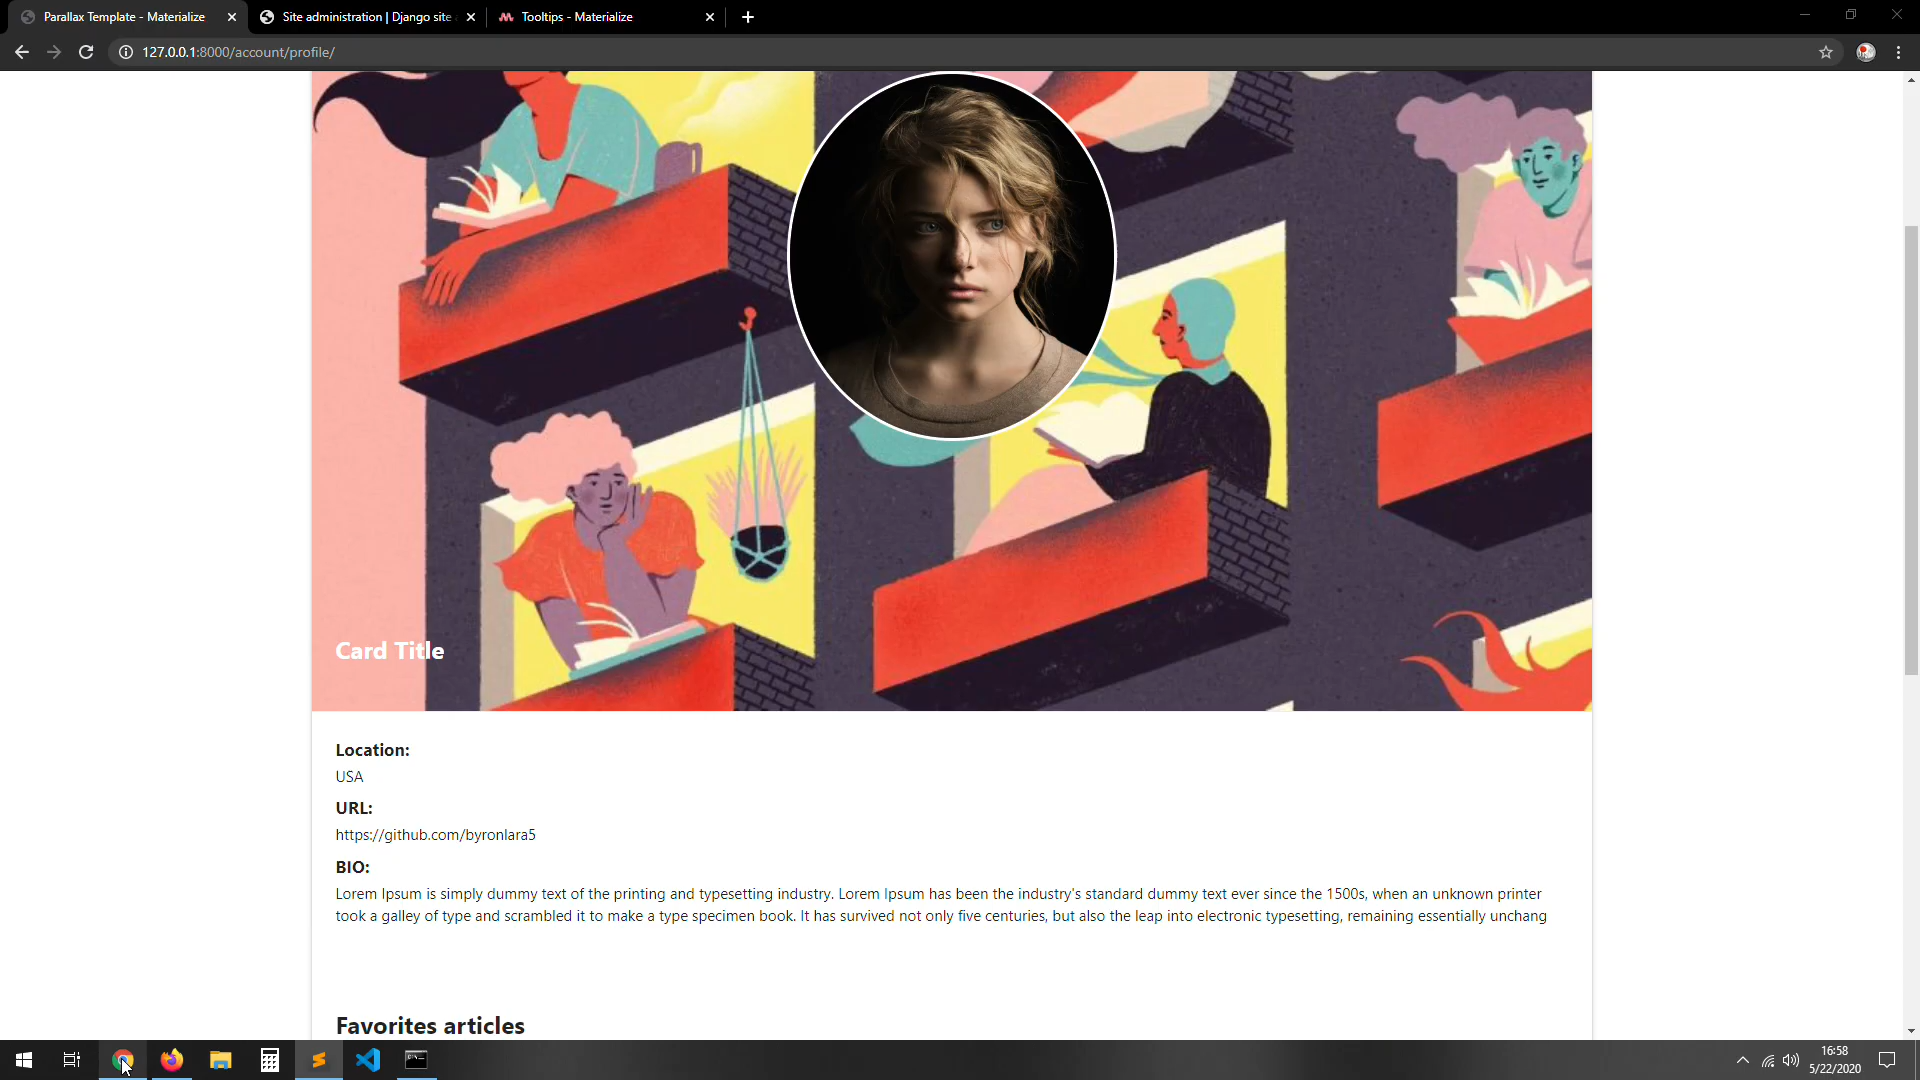 Parallax Template - Materialize
Site administration | Django site
Tooltips - Materialize
127.0.0.1:8000/account/profile/
Card Title
Location:
USA
URL:
https://github.com/byronlara5
BIO:
Lorem Ipsum is simply dummy text of the printing and typesetting industry. Lorem Ipsum has been the industry's standard dummy text ever since the 1500s, when an unknown printer
took a galley of type and scrambled it to make a type specimen book. It has survived not only five centuries, but also the leap into electronic typesetting, remaining essentially unchang
Favorites articles
16:58
5/22/2020